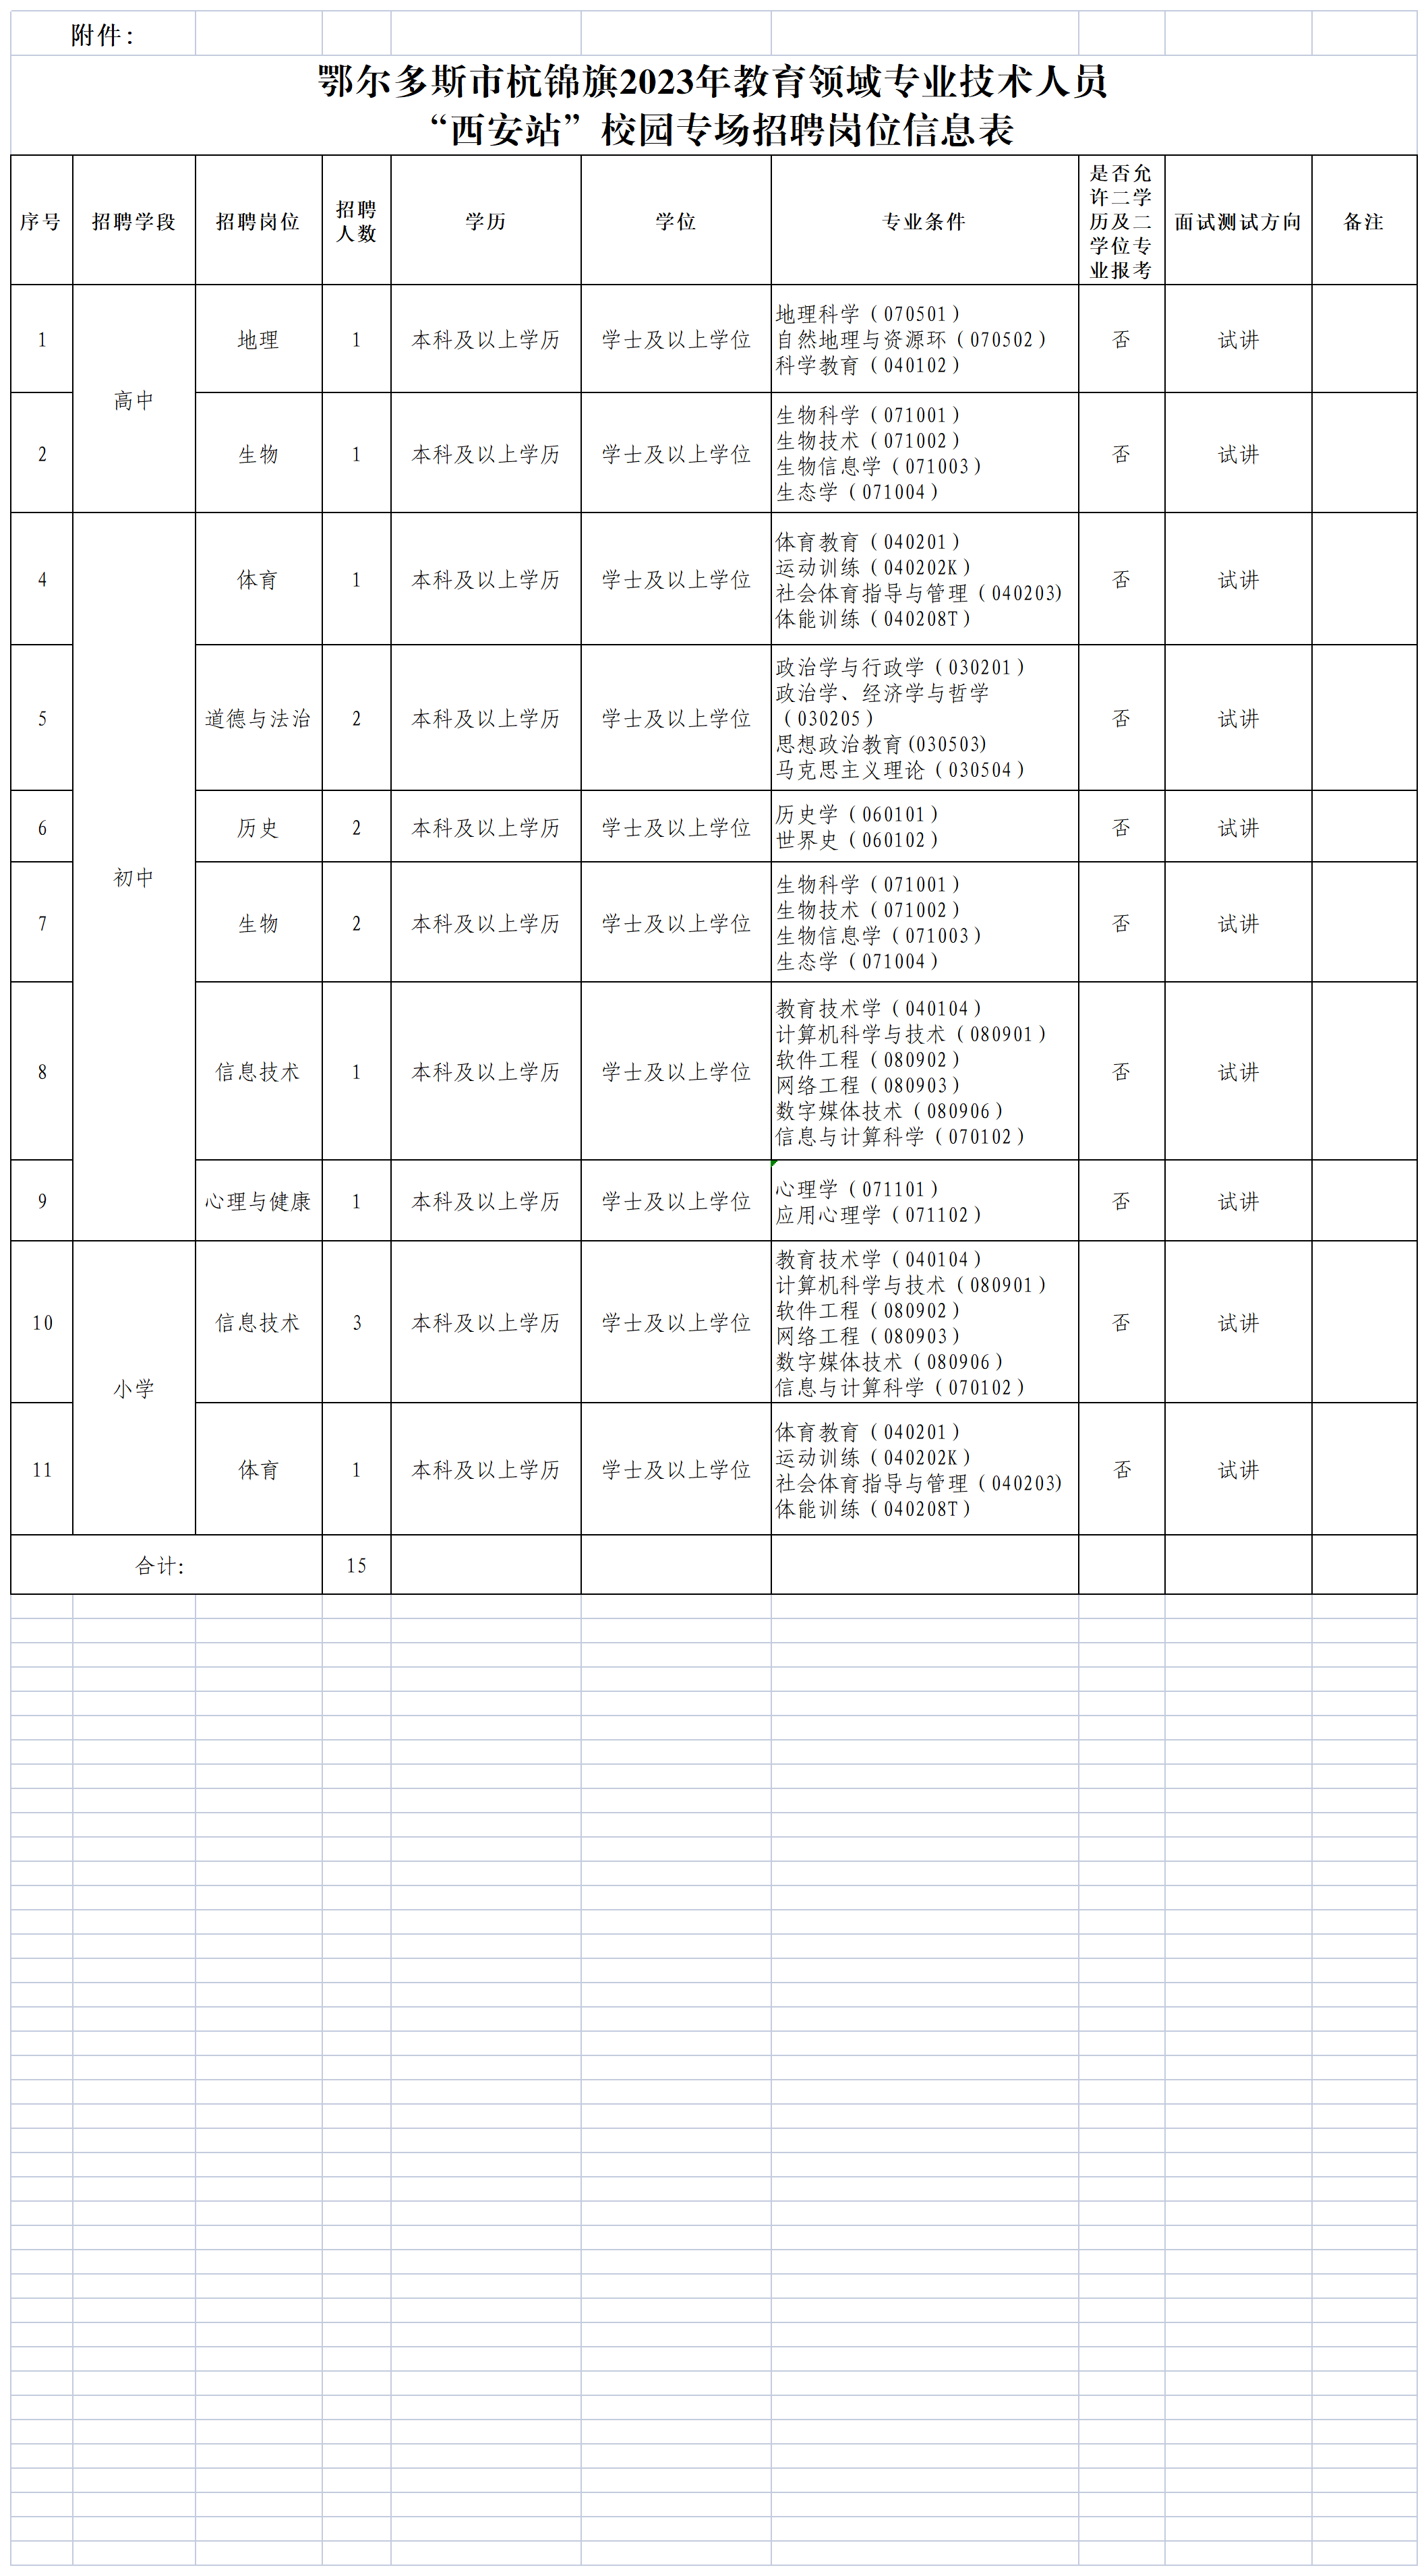 附件：
鄂尔多斯市杭锦旗2023年教育领域专业技术人员
“西安站”校园专场招聘岗位信息表
序号 招聘学段 招聘岗位 招聘人数 学历 学位 专业条件 是否允许二学历及二学位专业报考 面试测试方向 备注
高中
1 地理 1 本科及以上学历 学士及以上学位 否 试讲
地理科学（070501）
自然地理与资源环（070502）
科学教育（040102）
2 生物 1 本科及以上学历 学士及以上学位 否 试讲
生物科学（071001）
生物技术（071002）
生物信息学（071003）
生态学（071004）
初中
4 体育 1 本科及以上学历 学士及以上学位 否 试讲
体育教育（040201）
运动训练（040202K）
社会体育指导与管理（040203)
体能训练（040208T）
5 道德与法治 2 本科及以上学历 学士及以上学位 否 试讲
政治学与行政学（030201）
政治学、经济学与哲学
（030205）
思想政治教育(030503)
马克思主义理论（030504）
6 历史 2 本科及以上学历 学士及以上学位 否 试讲
历史学（060101）
世界史（060102）
7 生物 2 本科及以上学历 学士及以上学位 否 试讲
生物科学（071001）
生物技术（071002）
生物信息学（071003）
生态学（071004）
8 信息技术 1 本科及以上学历 学士及以上学位 否 试讲
教育技术学（040104）
计算机科学与技术（080901）
软件工程（080902）
网络工程（080903）
数字媒体技术（080906）
信息与计算科学（070102）
9 心理与健康 1 本科及以上学历 学士及以上学位 否 试讲
心理学（071101）
应用心理学（071102）
小学
10 信息技术 3 本科及以上学历 学士及以上学位 否 试讲
教育技术学（040104）
计算机科学与技术（080901）
软件工程（080902）
网络工程（080903）
数字媒体技术（080906）
信息与计算科学（070102）
11 体育 1 本科及以上学历 学士及以上学位 否 试讲
体育教育（040201）
运动训练（040202K）
社会体育指导与管理（040203)
体能训练（040208T）
合计： 15